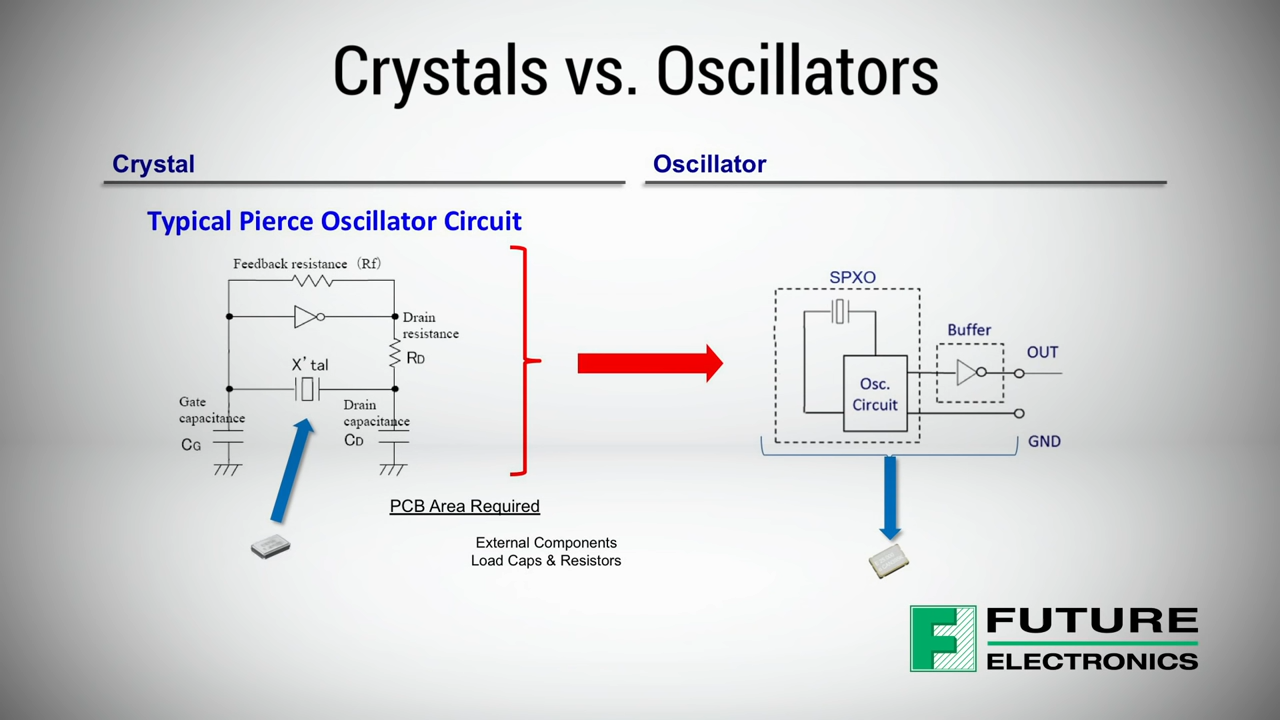 Crystals vs. Oscillators
Crystal
Oscillator
Typical Pierce Oscillator Circuit
Feedback resistance (Rf)
Drain
resistance
RD
X'tal
Gate
capacitance
CG
Drain
capacitance
CD
PCB Area Required
External Components
Load Caps & Resistors
SPXO
Osc.
Circuit
Buffer
OUT
GND
FUTURE
ELECTRONICS